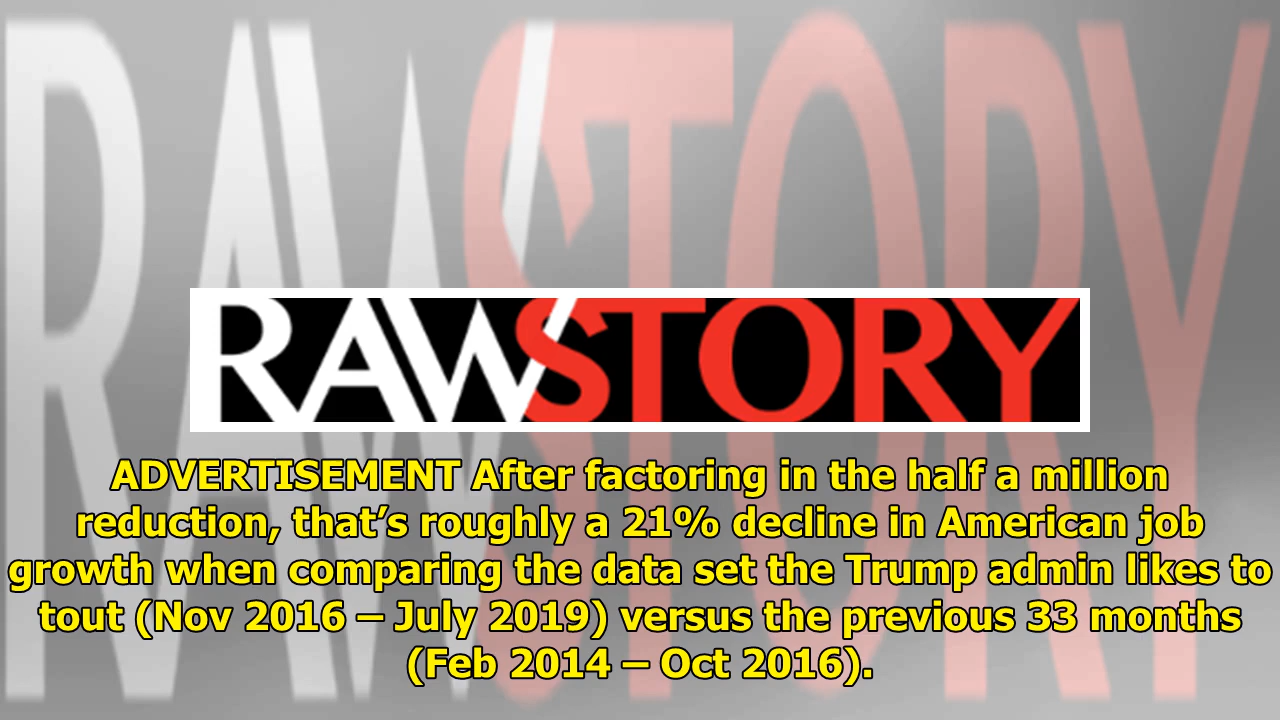 RAWSTORY
RAWSTORY
ADVERTISEMENT After factoring in the half a million
reduction, that’s roughly a 21% decline in American job
growth when comparing the data set the Trump admin likes to
tout (Nov 2016 – July 2019) versus the previous 33 months
(Feb 2014 – Oct 2016).